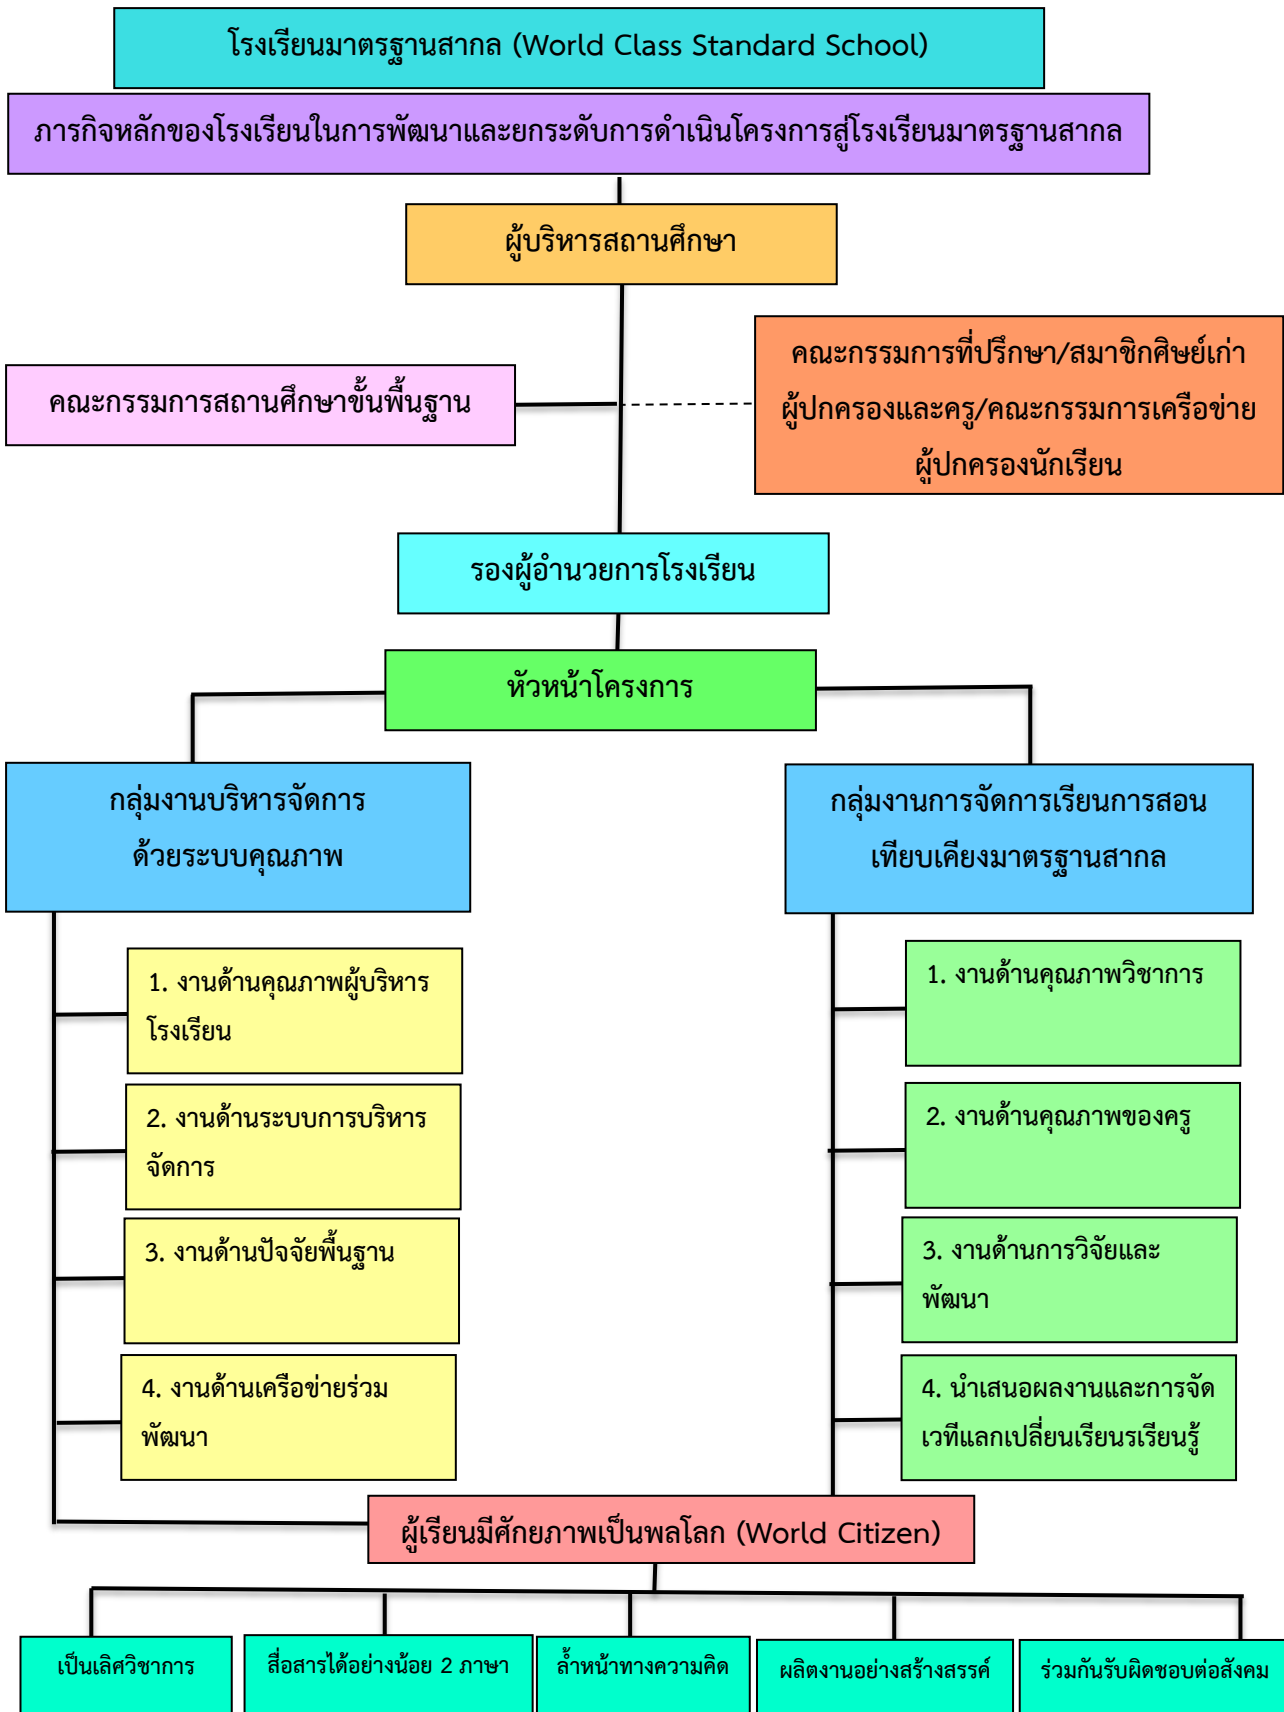 โรงเรียนมาตรฐานสากล (World Class Standard School)
ภารกิจหลักของโรงเรียนในการพัฒนาและยกระดับการดำเนินโครงการสู่โรงเรียนมาตรฐานสากล
ผู้บริหารสถานศึกษา
คณะกรรมการสถานศึกษาขั้นพื้นฐาน
คณะกรรมการที่ปรึกษา/สมาชิกศิษย์เก่า
ผู้ปกครองและครู/คณะกรรมการเครือข่าย
ผู้ปกครองนักเรียน
รองผู้อำนวยการโรงเรียน
หัวหน้าโครงการ
กลุ่มงานบริหารจัดการ
ด้วยระบบคุณภาพ
1. งานด้านคุณภาพผู้บริหาร
โรงเรียน
2. งานด้านระบบการบริหาร
จัดการ
3. งานด้านปัจจัยพื้นฐาน
4. งานด้านเครือข่ายร่วม
พัฒนา
กลุ่มงานการจัดการเรียนการสอน
เทียบเคียงมาตรฐานสากล
1. งานด้านคุณภาพวิชาการ
2. งานด้านคุณภาพของครู
3. งานด้านการวิจัยและ
พัฒนา
4. นำเสนอผลงานและการจัด
เวทีแลกเปลี่ยนเรียนรเรียนรู้
ผู้เรียนมีศักยภาพเป็นพลโลก (World Citizen)
เป็นเลิศวิชาการ
สื่อสารได้อย่างน้อย 2 ภาษา
ล้ำหน้าทางความคิด
ผลิตงานอย่างสร้างสรรค์
ร่วมกันรับผิดชอบต่อสังคม